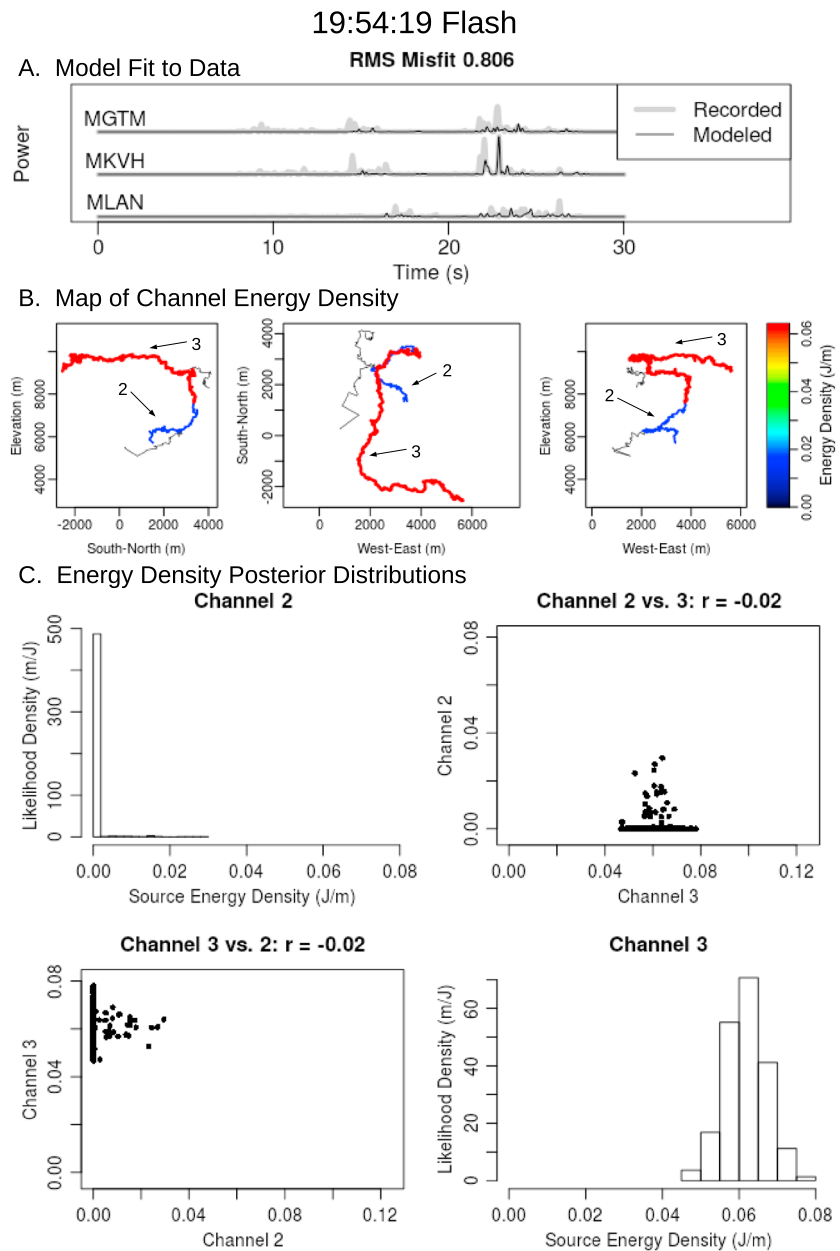 19:54:19 Flash
A. Model Fit to Data
RMS Misfit 0.806
Power
MGTM
MKVH
MLAN
Recorded
Modeled
0 10 20 30
Time (s)
B. Map of Channel Energy Density
Elevation (m)
4000 6000 8000
3
2
-2000 0 2000 4000
South-North (m)
South-North (m)
-2000 0 2000 4000
2
3
0 2000 4000 6000
West-East (m)
Elevation (m)
4000 6000 8000
3
2
0 2000 4000 6000
West-East (m)
0.00 0.02 0.04 0.06
Energy Density (J/m)
C. Energy Density Posterior Distributions
Channel 2
Likelihood Density (m/J)
0 100 300 500
0.00 0.02 0.04 0.06 0.08
Source Energy Density (J/m)
Channel 2 vs. 3: r = -0.02
Channel 2
0.00 0.04 0.08
0.00 0.04 0.08 0.12
Channel 3
Channel 3 vs. 2: r = -0.02
Channel 3
0.00 0.04 0.08
0.00 0.04 0.08 0.12
Channel 2
Channel 3
Likelihood Density (m/J)
0 20 40 60
0.00 0.02 0.04 0.06 0.08
Source Energy Density (J/m)